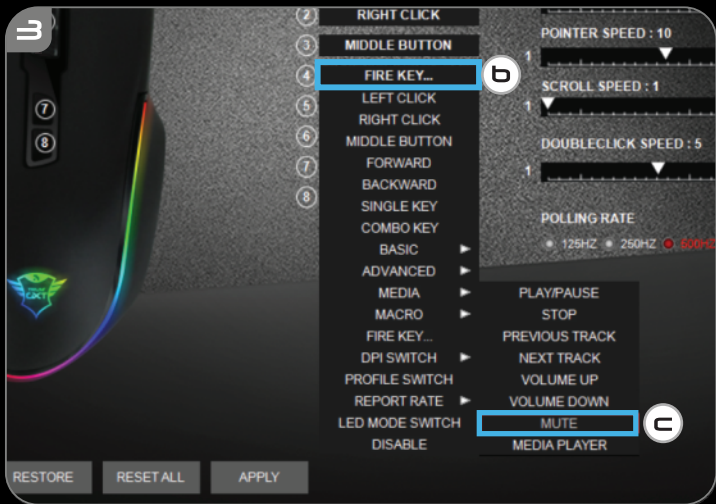 3
2 RIGHT CLICK
3 MIDDLE BUTTON
4 FIRE KEY...
b
5 LEFT CLICK
RIGHT CLICK
6 MIDDLE BUTTON
7 FORWARD
BACKWARD
8 SINGLE KEY
COMBO KEY
BASIC
ADVANCED
MEDIA
MACRO
FIRE KEY...
DPI SWITCH
PROFILE SWITCH
REPORT RATE
LED MODE SWITCH
DISABLE
PLAY/PAUSE
STOP
PREVIOUS TRACK
NEXT TRACK
VOLUME UP
VOLUME DOWN
MUTE
c
MEDIA PLAYER
POINTER SPEED : 10
1
SCROLL SPEED : 1
1
DOUBLECLICK SPEED : 5
1
POLLING RATE
125HZ 250HZ 500HZ
7
8
GXT
RESTORE RESET ALL APPLY